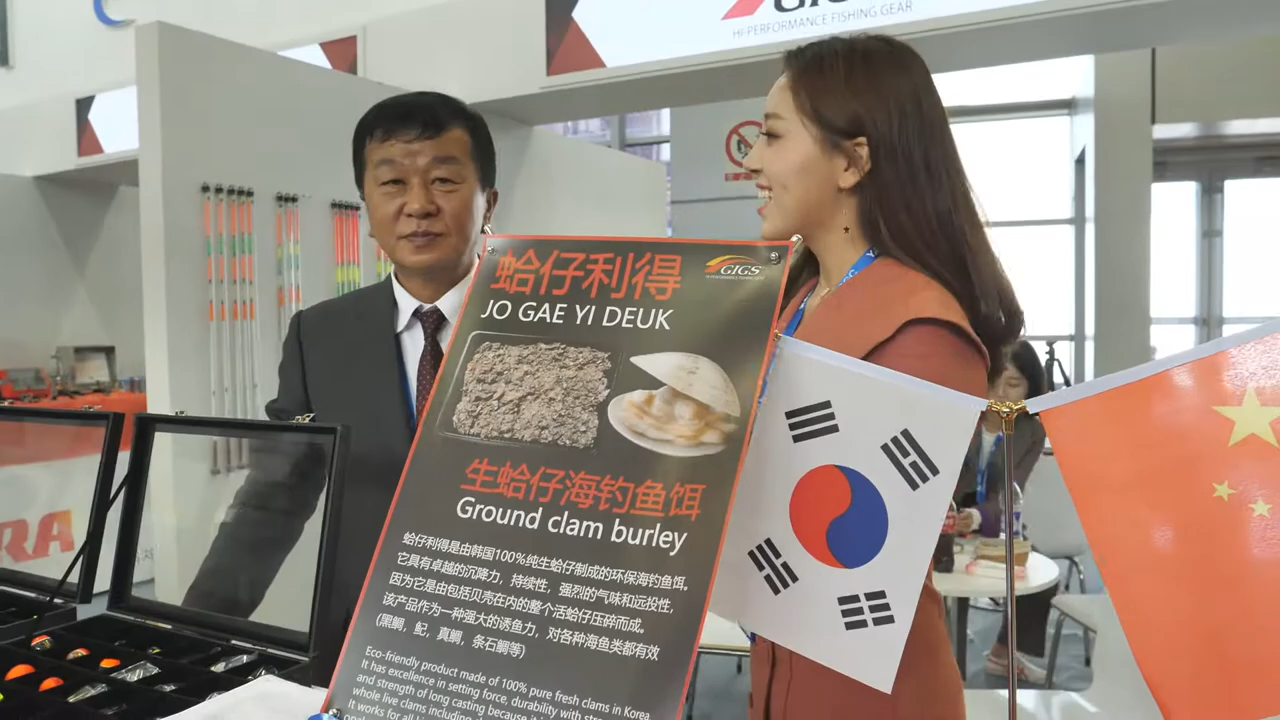 GIGS
HI-PERFORMANCE FISHING GEAR
蛤仔利得
GIGS
JO GAE YI DEUK
生蛤仔海钓鱼饵
Ground clam burley
蛤仔利得是由韩国100%纯生蛤仔制成的环保海钓鱼饵。
它具有卓越的沉降力，持续性，强烈的气味和远投性，
因为它是由包括贝壳在内的整个活蛤仔压碎而成。
该产品作为一种强大的诱鱼力，对各种海鱼类都有效
(黑鲷，鱾，真鲷，条石鲷等)
Eco-friendly product made of 100% pure fresh clams in Korea.
It has excellence in setting force, durability with
and strength of long casting because it
whole live clams including
It works for all
RA